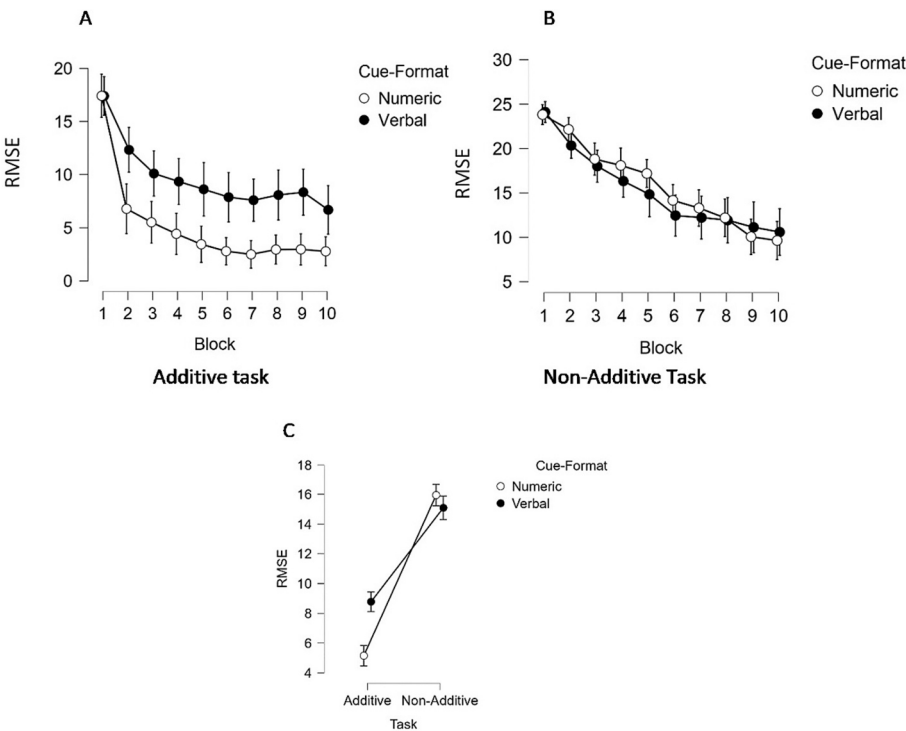 A
20
15
10
5
0
RMSE
1 2 3 4 5 6 7 8 9 10
Block
Cue-Format
Numeric
Verbal
Additive task
B
30
25
20
15
10
5
RMSE
1 2 3 4 5 6 7 8 9 10
Block
Cue-Format
Numeric
Verbal
Non-Additive Task
C
18
16
14
12
10
8
6
4
RMSE
Additive Non-Additive
Task
Cue-Format
Numeric
Verbal